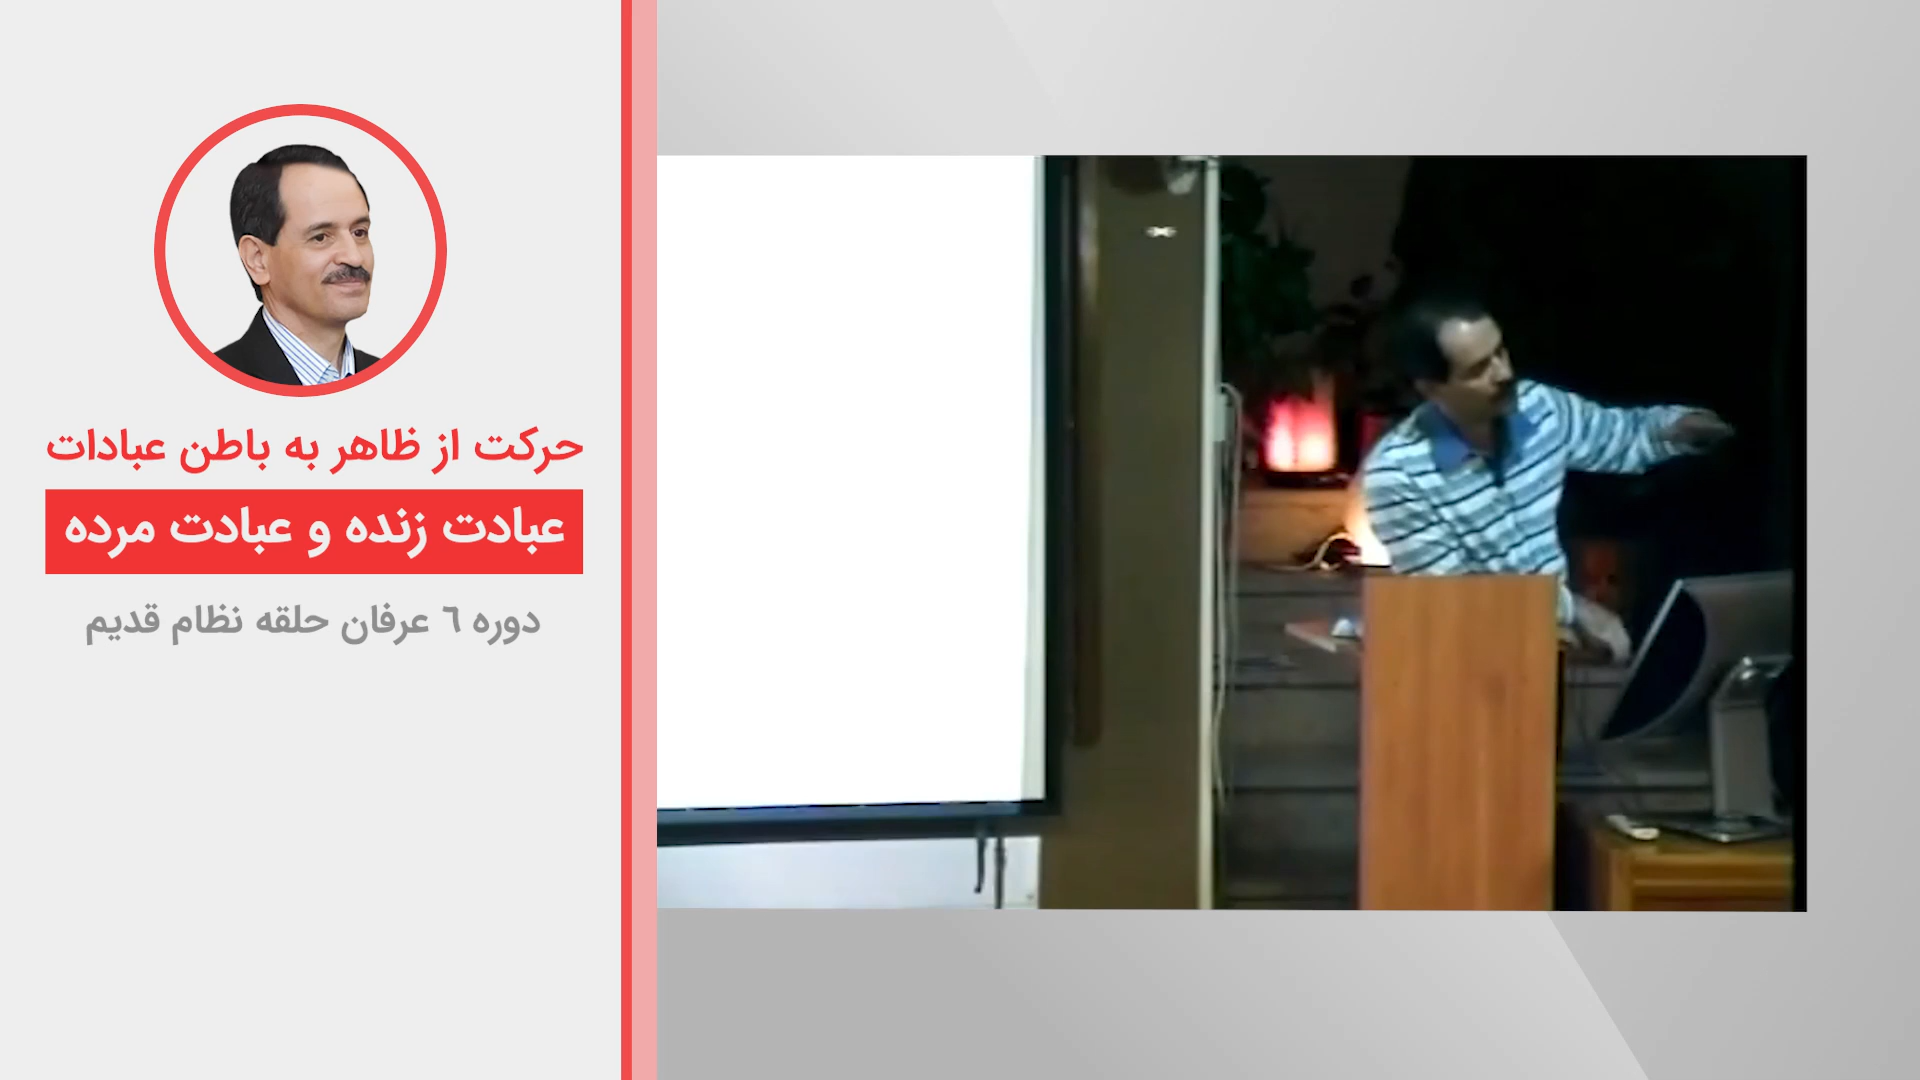 حرکت از ظاهر به باطن عبادات
عبادت زنده و عبادت مرده
دوره ٦ عرفان حلقه نظام قدیم